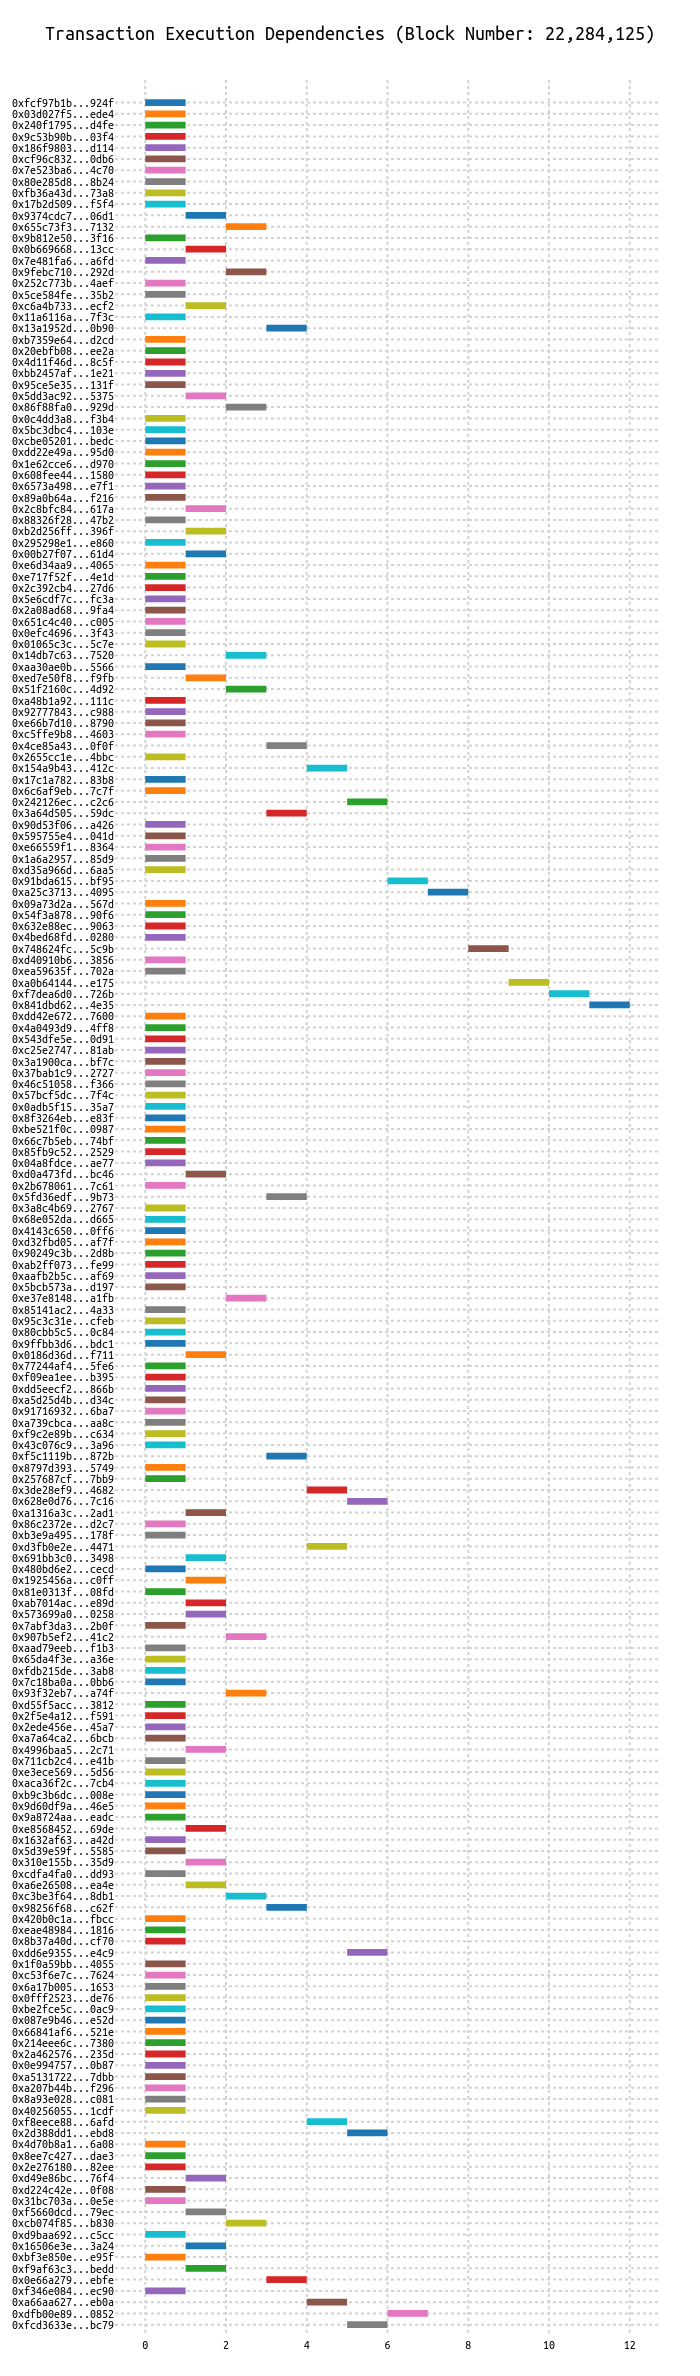 Transaction Execution Dependencies (Block Number: 22,284,125)
0xfcf97b1b...924f
0x03d027f5...ede4
0x240f1795...d4fe
0x9c53b90b...03f4
0x186f9803...d114
0xcf96c832...0db6
0x7e523ba6...4c70
0x80e285d8...8b24
0xfb36a43d...73a8
0x17b2d509...f5f4
0x9374cdc7...06d1
0x655c73f3...7132
0x9b812e50...3f16
0x0b669668...13cc
0x7e481fa6...a6fd
0x9febc710...292d
0x252c773b...4aef
0x5ce584fe...35b2
0xc6a4b733...ecf2
0x11a6116a...7f3c
0x13a1952d...0b90
0xb7359e64...d2cd
0x20ebfb08...ee2a
0x4d11f46d...8c5f
0xbb2457af...1e21
0x95ce5e35...131f
0x5dd3ac92...5375
0x86f88fa0...929d
0x0c4dd3a8...f3b4
0x5bc3dbc4...103e
0xcbe05201...bedc
0xdd22e49a...95d0
0x1e62cce6...d970
0x608fee44...1580
0x6573a498...e7f1
0x89a0b64a...f216
0x2c8bfc84...617a
0x88326f28...47b2
0xb2d256ff...396f
0x295298e1...e860
0x00b27f07...61d4
0xe6d34aa9...4065
0xe717f52f...4e1d
0x2c392cb4...27d6
0x5e6cdf7c...fc3a
0x2a08ad68...9fa4
0x651c4c40...c005
0x0efc4696...3f43
0x01065c3c...5c7e
0x14db7c63...7520
0xaa30ae0b...5566
0xed7e50f8...f9fb
0x51f2160c...4d92
0xa48b1a92...111c
0x92777843...c988
0xe66b7d10...8790
0xc5ffe9b8...4603
0x4ce85a43...0f0f
0x2655cc1e...4bbc
0x154a9b43...412c
0x17c1a782...83b8
0x6c6af9eb...7c7f
0x242126ec...c2c6
0x3a64d505...59dc
0x90d53f06...a426
0x595755e4...041d
0xe66559f1...8364
0x1a6a2957...85d9
0xd35a966d...6aa5
0x91bda615...bf95
0xa25c3713...4095
0x09a73d2a...567d
0x54f3a878...90f6
0x632e88ec...9063
0x4bed68fd...0280
0x748624fc...5c9b
0xd40910b6...3856
0xea59635f...702a
0xa0b64144...e175
0xf7dea6d0...726b
0x841dbd62...4e35
0xdd42e672...7600
0x4a0493d9...4ff8
0x543dfe5e...0d91
0xc25e2747...81ab
0x3a1900ca...bf7c
0x37bab1c9...2727
0x46c51058...f366
0x57bcf5dc...7f4c
0x0adb5f15...35a7
0x8f3264eb...e83f
0xbe521f0c...0987
0x66c7b5eb...74bf
0x85fb9c52...2529
0x04a8fdce...ae77
0xd0a473fd...bc46
0x2b678061...7c61
0x5fd36edf...9b73
0x3a8c4b69...2767
0x68e052da...d665
0x4143c650...0ff6
0xd32fbd05...af7f
0x90249c3b...2d8b
0xab2ff073...fe99
0xaafb2b5c...af69
0x5bcb573a...d197
0xe37e8148...a1fb
0x85141ac2...4a33
0x95c3c31e...cfeb
0x80cbb5c5...0c84
0x9ffbb3d6...bdc1
0x0186d36d...f711
0x77244af4...5fe6
0xf09ea1ee...b395
0xdd5eecf2...866b
0xa5d25d4b...d34c
0x91716932...6ba7
0xa739cbca...aa8c
0xf9c2e89b...c634
0x43c076c9...3a96
0xf5c1119b...872b
0x8797d393...5749
0x257687cf...7bb9
0x3de28ef9...4682
0x628e0d76...7c16
0xa1316a3c...2ad1
0x86c2372e...d2c7
0xb3e9a495...178f
0xd3fb0e2e...4471
0x691bb3c0...3498
0x480bd6e2...cecd
0x1925456a...c0ff
0x81e0313f...08fd
0xab7014ac...e89d
0x573699a0...0258
0x7abf3da3...2b0f
0x907b5ef2...41c2
0xaad79eeb...f1b3
0x65da4f3e...a36e
0xfdb215de...3ab8
0x7c18ba0a...0bb6
0x93f32eb7...a74f
0xd55f5acc...3812
0x2f5e4a12...f591
0x2ede456e...45a7
0xa7a64ca2...6bcb
0x4996baa5...2c71
0x711cb2c4...e41b
0xe3ece569...5d56
0xaca36f2c...7cb4
0xb9c3b6dc...008e
0x9d60df9a...46e5
0x9a8724aa...eadc
0xe8568452...69de
0x1632af63...a42d
0x5d39e59f...5585
0x310e155b...35d9
0xcdfa4fa0...dd93
0xa6e26508...ea4e
0xc3be3f64...8db1
0x98256f68...c62f
0x420b0c1a...fbcc
0xeae48984...1816
0x8b37a40d...cf70
0xdd6e9355...e4c9
0x1f0a59bb...4055
0xc53f6e7c...7624
0x6a17b005...1653
0x0fff2523...de76
0xbe2fce5c...0ac9
0x087e9b46...e52d
0x66841af6...521e
0x214eee6c...7380
0x2a462576...235d
0x0e994757...0b87
0xa5131722...7dbb
0xa207b44b...f296
0x8a93e028...c081
0x40256055...1cdf
0xf8eece88...6afd
0x2d388dd1...ebd8
0x4d70b8a1...6a08
0x8ee7c427...dae3
0x2e276180...82ee
0xd49e86bc...76f4
0xd224c42e...0f08
0x31bc703a...0e5e
0xf5660dcd...79ec
0xcb074f85...b830
0xd9baa692...c5cc
0x16506e3e...3a24
0xbf3e850e...e95f
0xf9af63c3...bedd
0x0e66a279...ebfe
0xf346e084...ec90
0xa66aa627...eb0a
0xdfb00e89...0852
0xfcd3633e...bc79
0 2 4 6 8 10 12